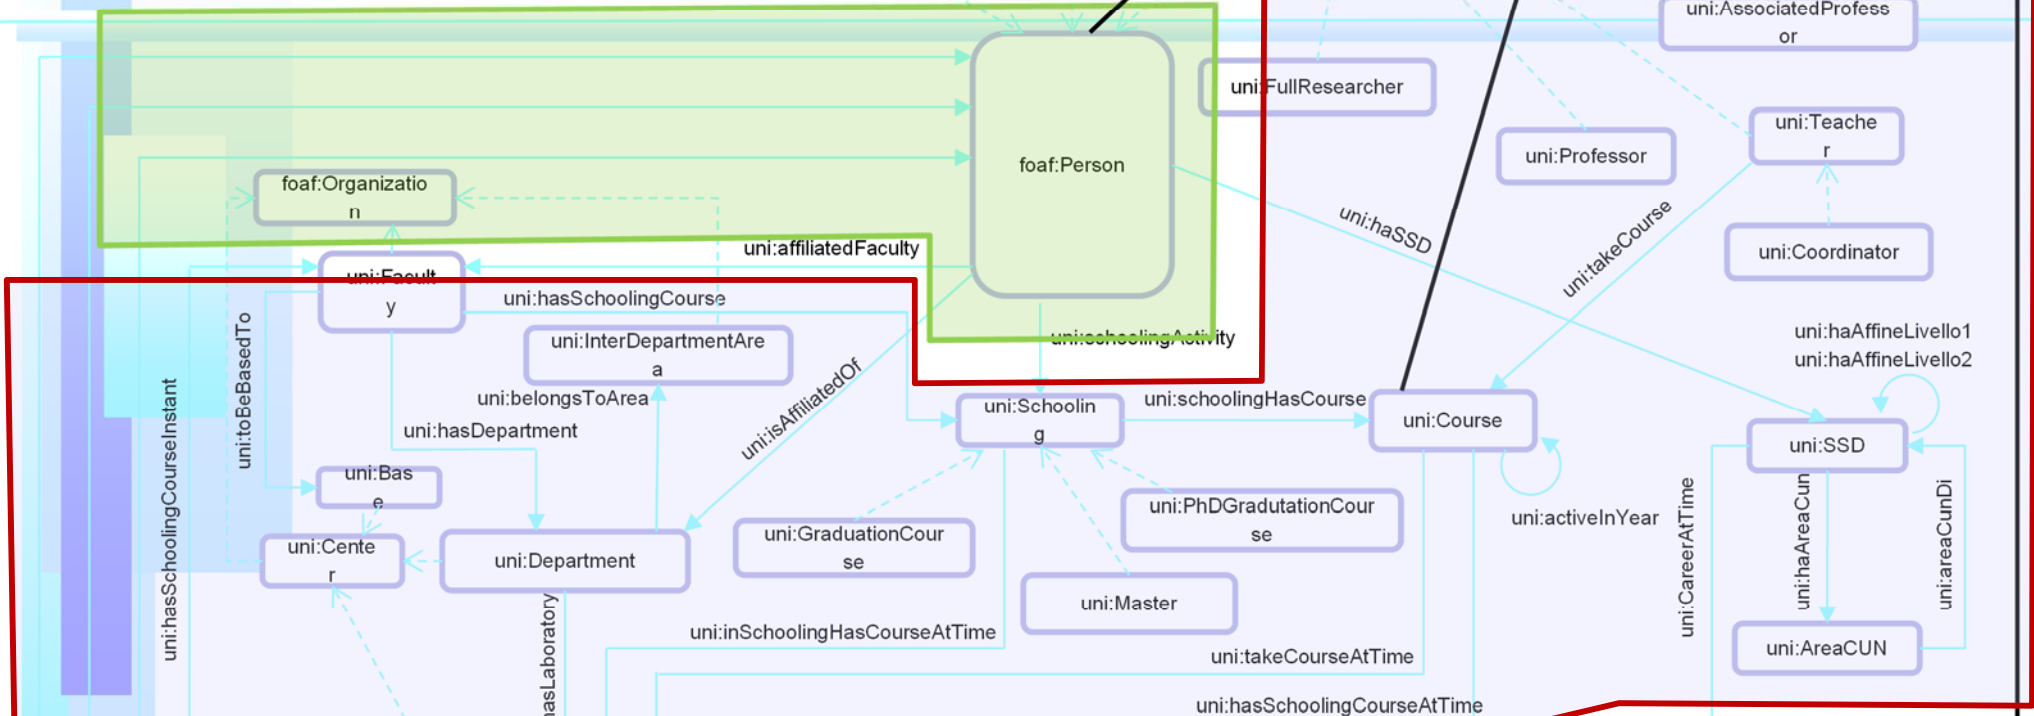 uni:AssociatedProfess
or
uni:FullResearcher
uni:Teache
r
uni:Professor
foaf:Person
foaf:Organizatio
n
uni:haSSD
uni:takeCourse
uni:Coordinator
uni:affiliatedFaculty
uni:Facult
y
uni:hasSchoolingCourse
uni:schoolingActivity
uni:haAffineLivello1
uni:haAffineLivello2
uni:InterDepartmentAre
a
uni:toBeBasedTo
uni:hasSchoolingCourseInstant
uni:belongsToArea
uni:isAffiliatedOf
uni:schoolingHasCourse
uni:Schoolin
g
uni:Course
uni:hasDepartment
uni:SSD
uni:Bas
e
uni:PhDGradutationCour
se
uni:activeInYear
uni:CareerAtTime
uni:haAreaCun
uni:areaCunDi
uni:GraduationCour
se
uni:Cente
r
uni:Department
uni:Master
uni:inSchoolingHasCourseAtTime
hasLaboratory
uni:takeCourseAtTime
uni:AreaCUN
uni:hasSchoolingCourseAtTime